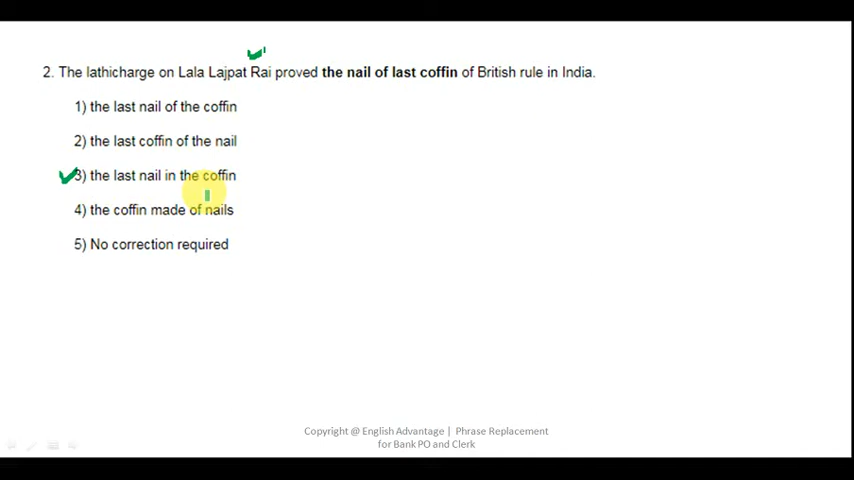 2. The lathicharge on Lala Lajpat Rai proved the nail of last coffin of British rule in India.
1) the last nail of the coffin
2) the last coffin of the nail
3) the last nail in the coffin
4) the coffin made of nails
5) No correction required
Copyright @ English Advantage | Phrase Replacement
for Bank PO and Clerk